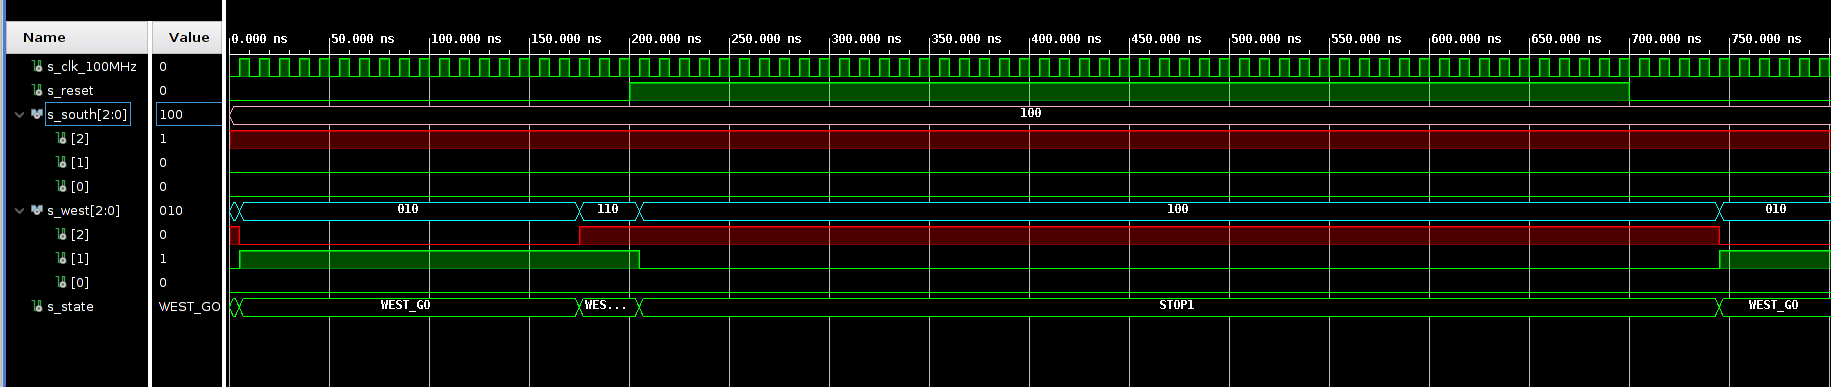 Name Value 0.000 ns 50.000 ns 100.000 ns 150.000 ns 200.000 ns 250.000 ns 300.000 ns 350.000 ns 400.000 ns 450.000 ns 500.000 ns 550.000 ns 600.000 ns 650.000 ns 700.000 ns 750.000 ns
s_clk_100MHz 0
s_reset 0
s_south[2:0] 100 100
[2] 1
[1] 0
[0] 0
s_west[2:0] 010 010 110 100 010
[2] 0
[1] 1
[0] 0
s_state WEST_GO WEST_GO WES... STOP1 WEST_GO